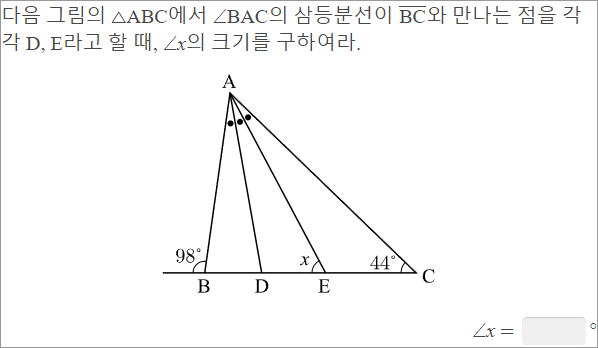 다음 그림의 △ABC에서 ∠BAC의 삼등분선이 B̅C̅와 만나는 점을 각
각 D, E라고 할 때, ∠x의 크기를 구하여라.
A
98°
x
44°
B
D
E
C
∠x =
°